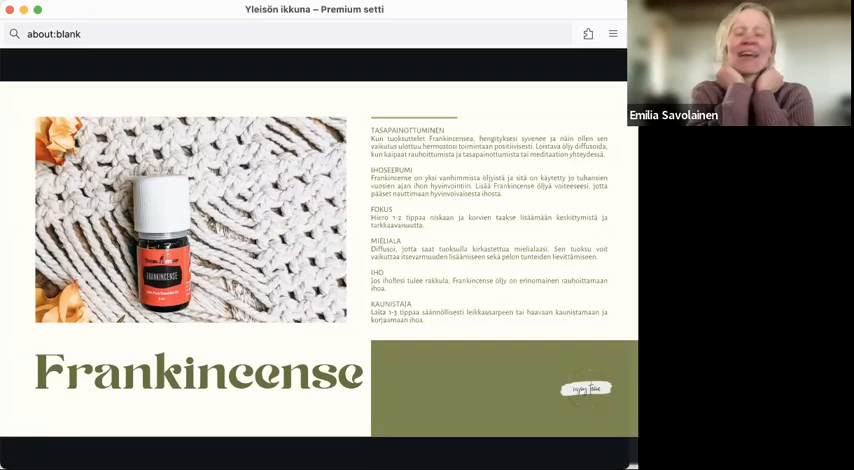 Yleisön ikkuna – Premium setti
about:blank
Emilia Savolainen
TASAPAINOTTUMINEN
Kun tuoksuttelet Frankincensea, hengityksesi syvenee ja näin ollen sen
vaikutus ulottuu hermostosi toimintaan positiivisesti. Loistava öljy diffusoida,
kun kaipaat rauhoittumista ja tasapainottumista tai meditaation yhteydessä.
IHOSEERUMI
Frankincense on yksi vanhimmista öljyistä ja sitä on käytetty jo tuhansien
vuosien ajan ihon hyvinvointiin. Lisää Frankincense öljyä voiteeseesi, jotta
pääset nauttimaan hyvinvoivaisesta ihosta.
FOKUS
Hiero 1-2 tippaa niskaan ja korvien taakse lisäämään keskittymistä ja
tarkkaavaisuutta.
MIELIALA
Diffusoi, jotta saat tuoksulla kirkastettua mielialaasi. Sen tuoksu voit
vaikuttaa itsevarmuuden lisäämiseen sekä pelon tunteiden lievittämiseen.
IHO
Jos ihollesi tulee rakkula, Frankincense öljy on erinomainen rauhoittamaan
ihoa.
KAUNISTAJA
Laita 1-3 tippaa säännöllisesti leikkausarpeen tai haavaan kaunistamaan ja
korjaamaan ihoa.
FRANKINCENSE
Frankincense